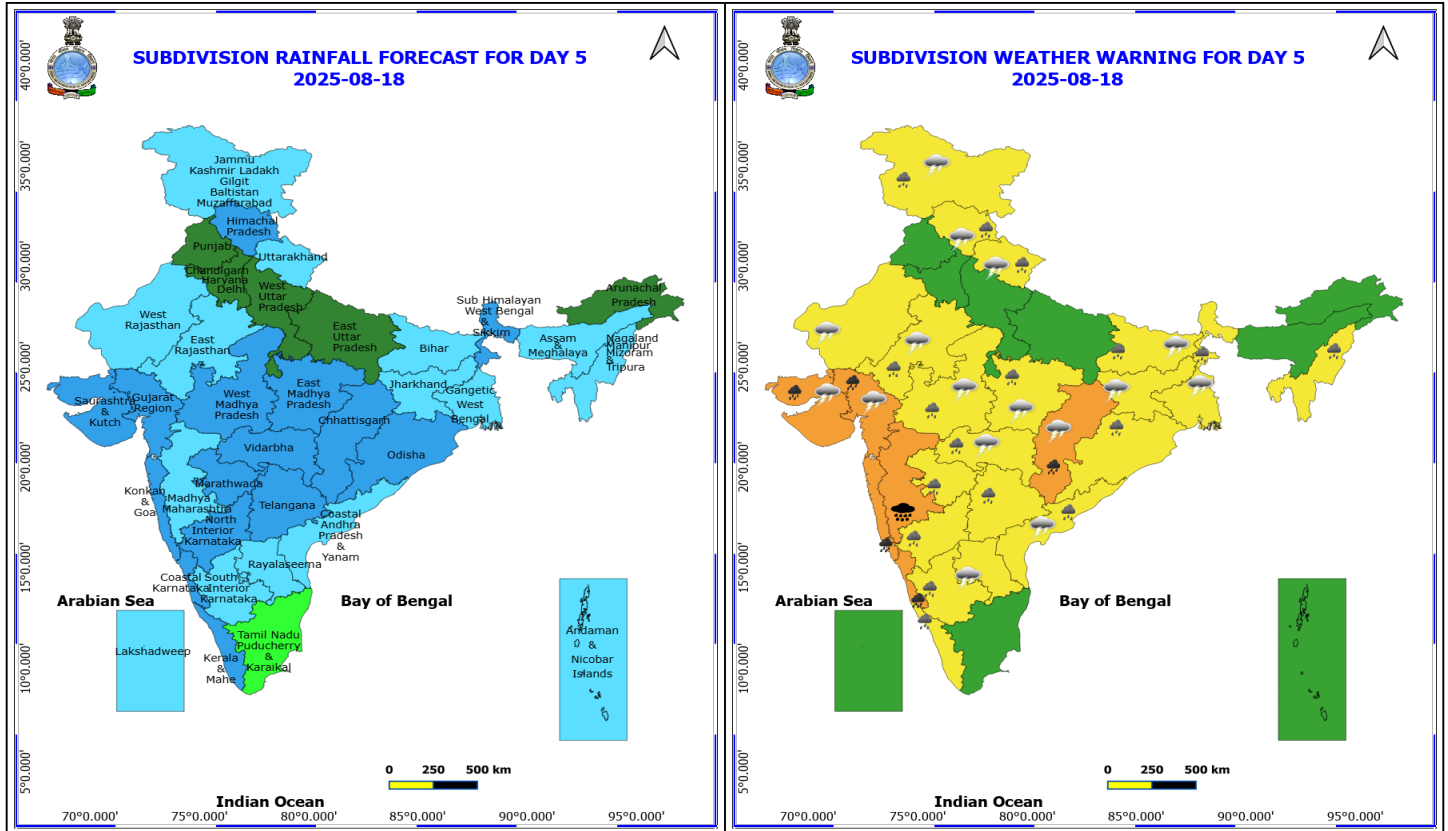 SUBDIVISION RAINFALL FORECAST FOR DAY 5
2025-08-18
40°0.000'
35°0.000'
30°0.000'
25°0.000'
20°0.000'
15°0.000'
10°0.000'
5°0.000'
Jammu
Kashmir Ladakh
Gilgit
Baltistan
Muzaffarabad
Himachal
Pradesh
Punjab
Uttarakhand
Chandigarh
Haryana
Delhi
West
Uttar
Pradesh
Arunachal
Pradesh
West
Rajasthan
East
Rajasthan
East
Uttar
Pradesh
Sub Himalayan
West Bengal
&
Sikkim
Bihar
Assam
&
Meghalaya
Nagaland
Manipur
Mizoram
&
Tripura
Saurashtra
&
Kutch
Gujarat
Region
West
Madhya
Pradesh
East
Madhya
Pradesh
Jharkhand
Gangetic
West
Bengal
Chhattisgarh
Vidarbha
Odisha
Konkan
&
Goa
Madhya
Maharashtra
Marathwada
Telangana
North
Interior
Karnataka
Coastal
Andhra
Pradesh
&
Yanam
Rayalaseema
Coastal
Karnataka
South
Interior
Karnataka
Arabian Sea
Bay of Bengal
Lakshadweep
Kerala
&
Mahe
Tamil Nadu
Puducherry
&
Karaikal
Andaman
&
Nicobar
Islands
0 250 500 km
Indian Ocean
70°0.000' 75°0.000' 80°0.000' 85°0.000' 90°0.000' 95°0.000'
SUBDIVISION WEATHER WARNING FOR DAY 5
2025-08-18
40°0.000'
35°0.000'
30°0.000'
25°0.000'
20°0.000'
15°0.000'
10°0.000'
5°0.000'
Arabian Sea
Bay of Bengal
0 250 500 km
Indian Ocean
70°0.000' 75°0.000' 80°0.000' 85°0.000' 90°0.000' 95°0.000'